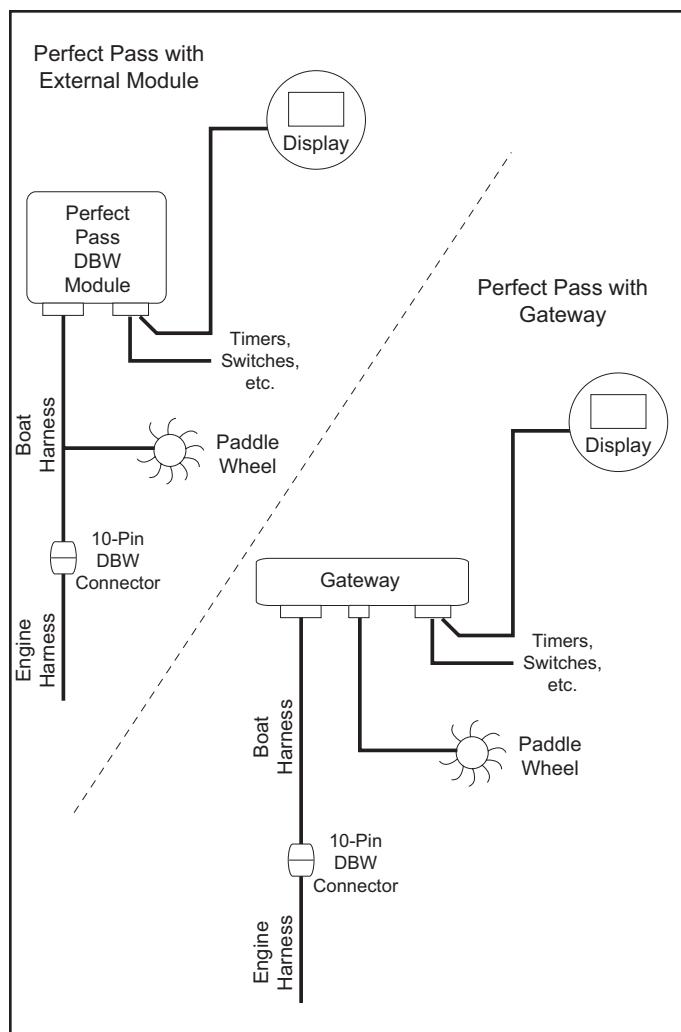 Perfect Pass with
External Module
Display
Perfect
Pass
DBW
Module
Timers,
Switches,
etc.
Boat
Harness
Paddle
Wheel
10-Pin
DBW
Connector
Engine
Harness
Perfect Pass with
Gateway
Display
Gateway
Timers,
Switches,
etc.
Boat
Harness
Paddle
Wheel
10-Pin
DBW
Connector
Engine
Harness